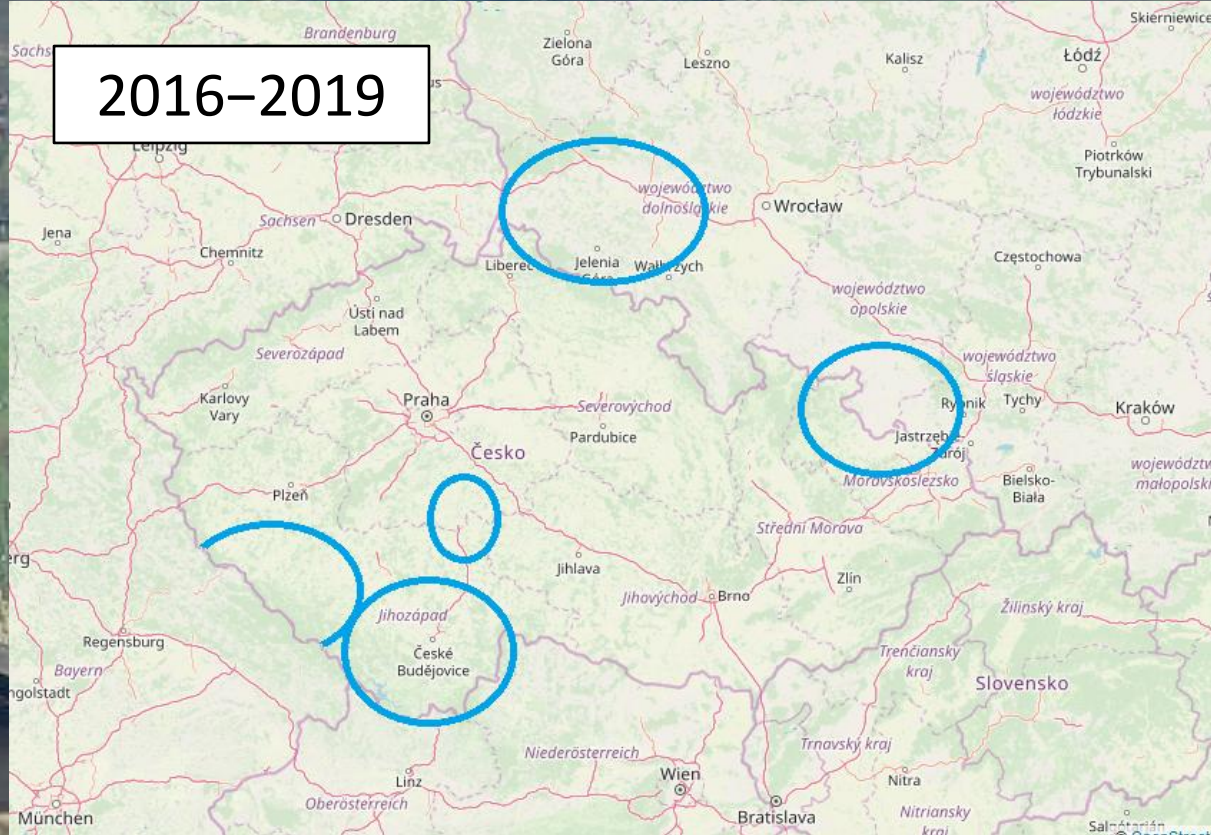 2016–2019
Brandenburg
Zielona
Góra
Leszno
Kalisz
Skierniewice
Łódź
województwo
łódzkie
Piotrków
Trybunalski
Leipzig
województwo
dolnośląskie
Wrocław
Sachsen
Dresden
Jena
Chemnitz
Liberec
Jelenia
Góra
Wałbrzych
Częstochowa
Ústí nad
Labem
województwo
opolskie
Severozápad
województwo
śląskie
Karlovy
Vary
Praha
Severovýchod
Rybnik
Tychy
Kraków
Pardubice
Česko
Jastrzębie-
Zdrój
Moravskoslezsko
Bielsko-
Biała
Plzeň
Střední Morava
Jihlava
Zlín
Jihovýchod
Brno
Žilinský kraj
Jihozápad
Regensburg
České
Budějovice
Trenčiansky
kraj
Bayern
Slovensko
Niederösterreich
Trnavský kraj
Linz
Wien
Nitra
Oberösterreich
München
Bratislava
Nitriansky
kraj